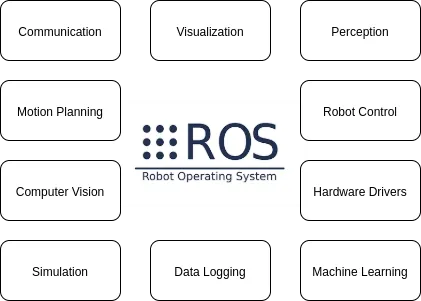 Communication
Visualization
Perception
Motion Planning
ROS
Robot Operating System
Robot Control
Computer Vision
Hardware Drivers
Simulation
Data Logging
Machine Learning